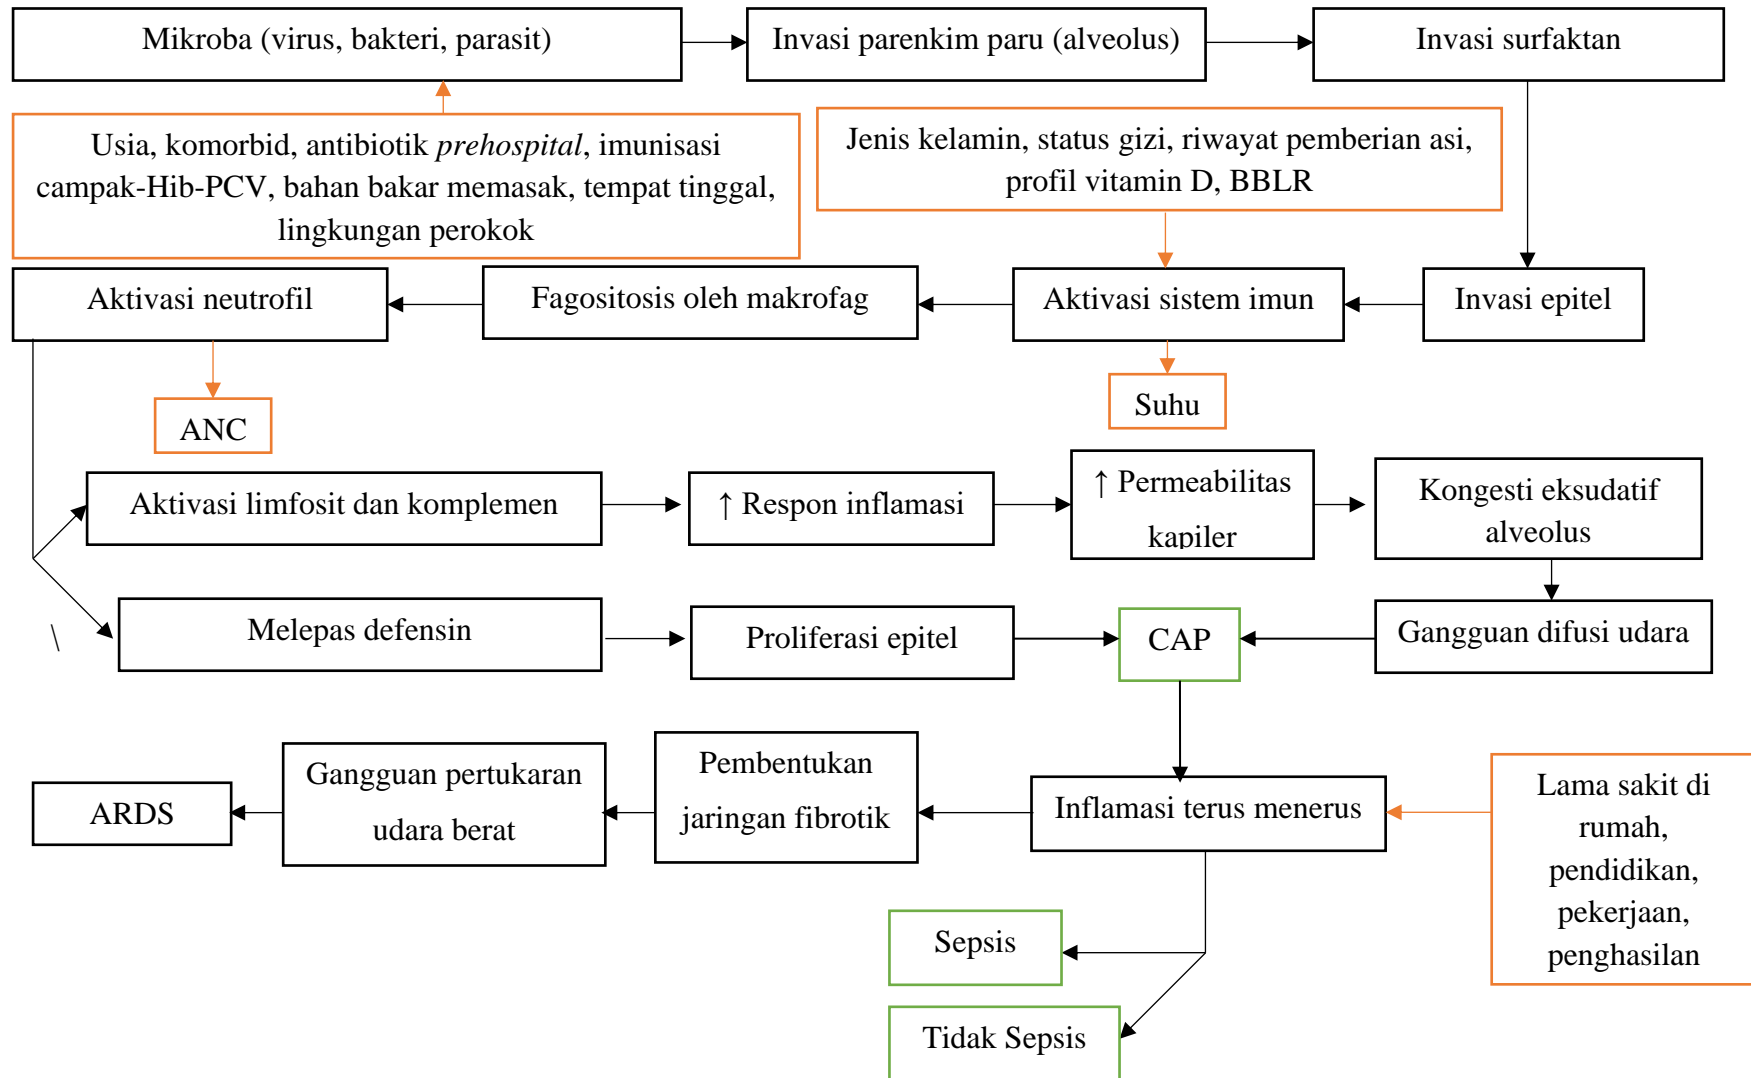 Mikroba (virus, bakteri, parasit)
Invasi parenkim paru (alveolus)
Invasi surfaktan
Usia, komorbid, antibiotik prehospital, imunisasi
campak-Hib-PCV, bahan bakar memasak, tempat tinggal,
lingkungan perokok
Jenis kelamin, status gizi, riwayat pemberian asi,
profil vitamin D, BBLR
Aktivasi neutrofil
Fagositosis oleh makrofag
Aktivasi sistem imun
Invasi epitel
ANC
Suhu
Aktivasi limfosit dan komplemen
↑ Respon inflamasi
↑ Permeabilitas
kapiler
Kongesti eksudatif
alveolus
\
Melepas defensin
Proliferasi epitel
CAP
Gangguan difusi udara
ARDS
Gangguan pertukaran
udara berat
Pembentukan
jaringan fibrotik
Inflamasi terus menerus
Lama sakit di
rumah,
pendidikan,
pekerjaan,
penghasilan
Sepsis
Tidak Sepsis